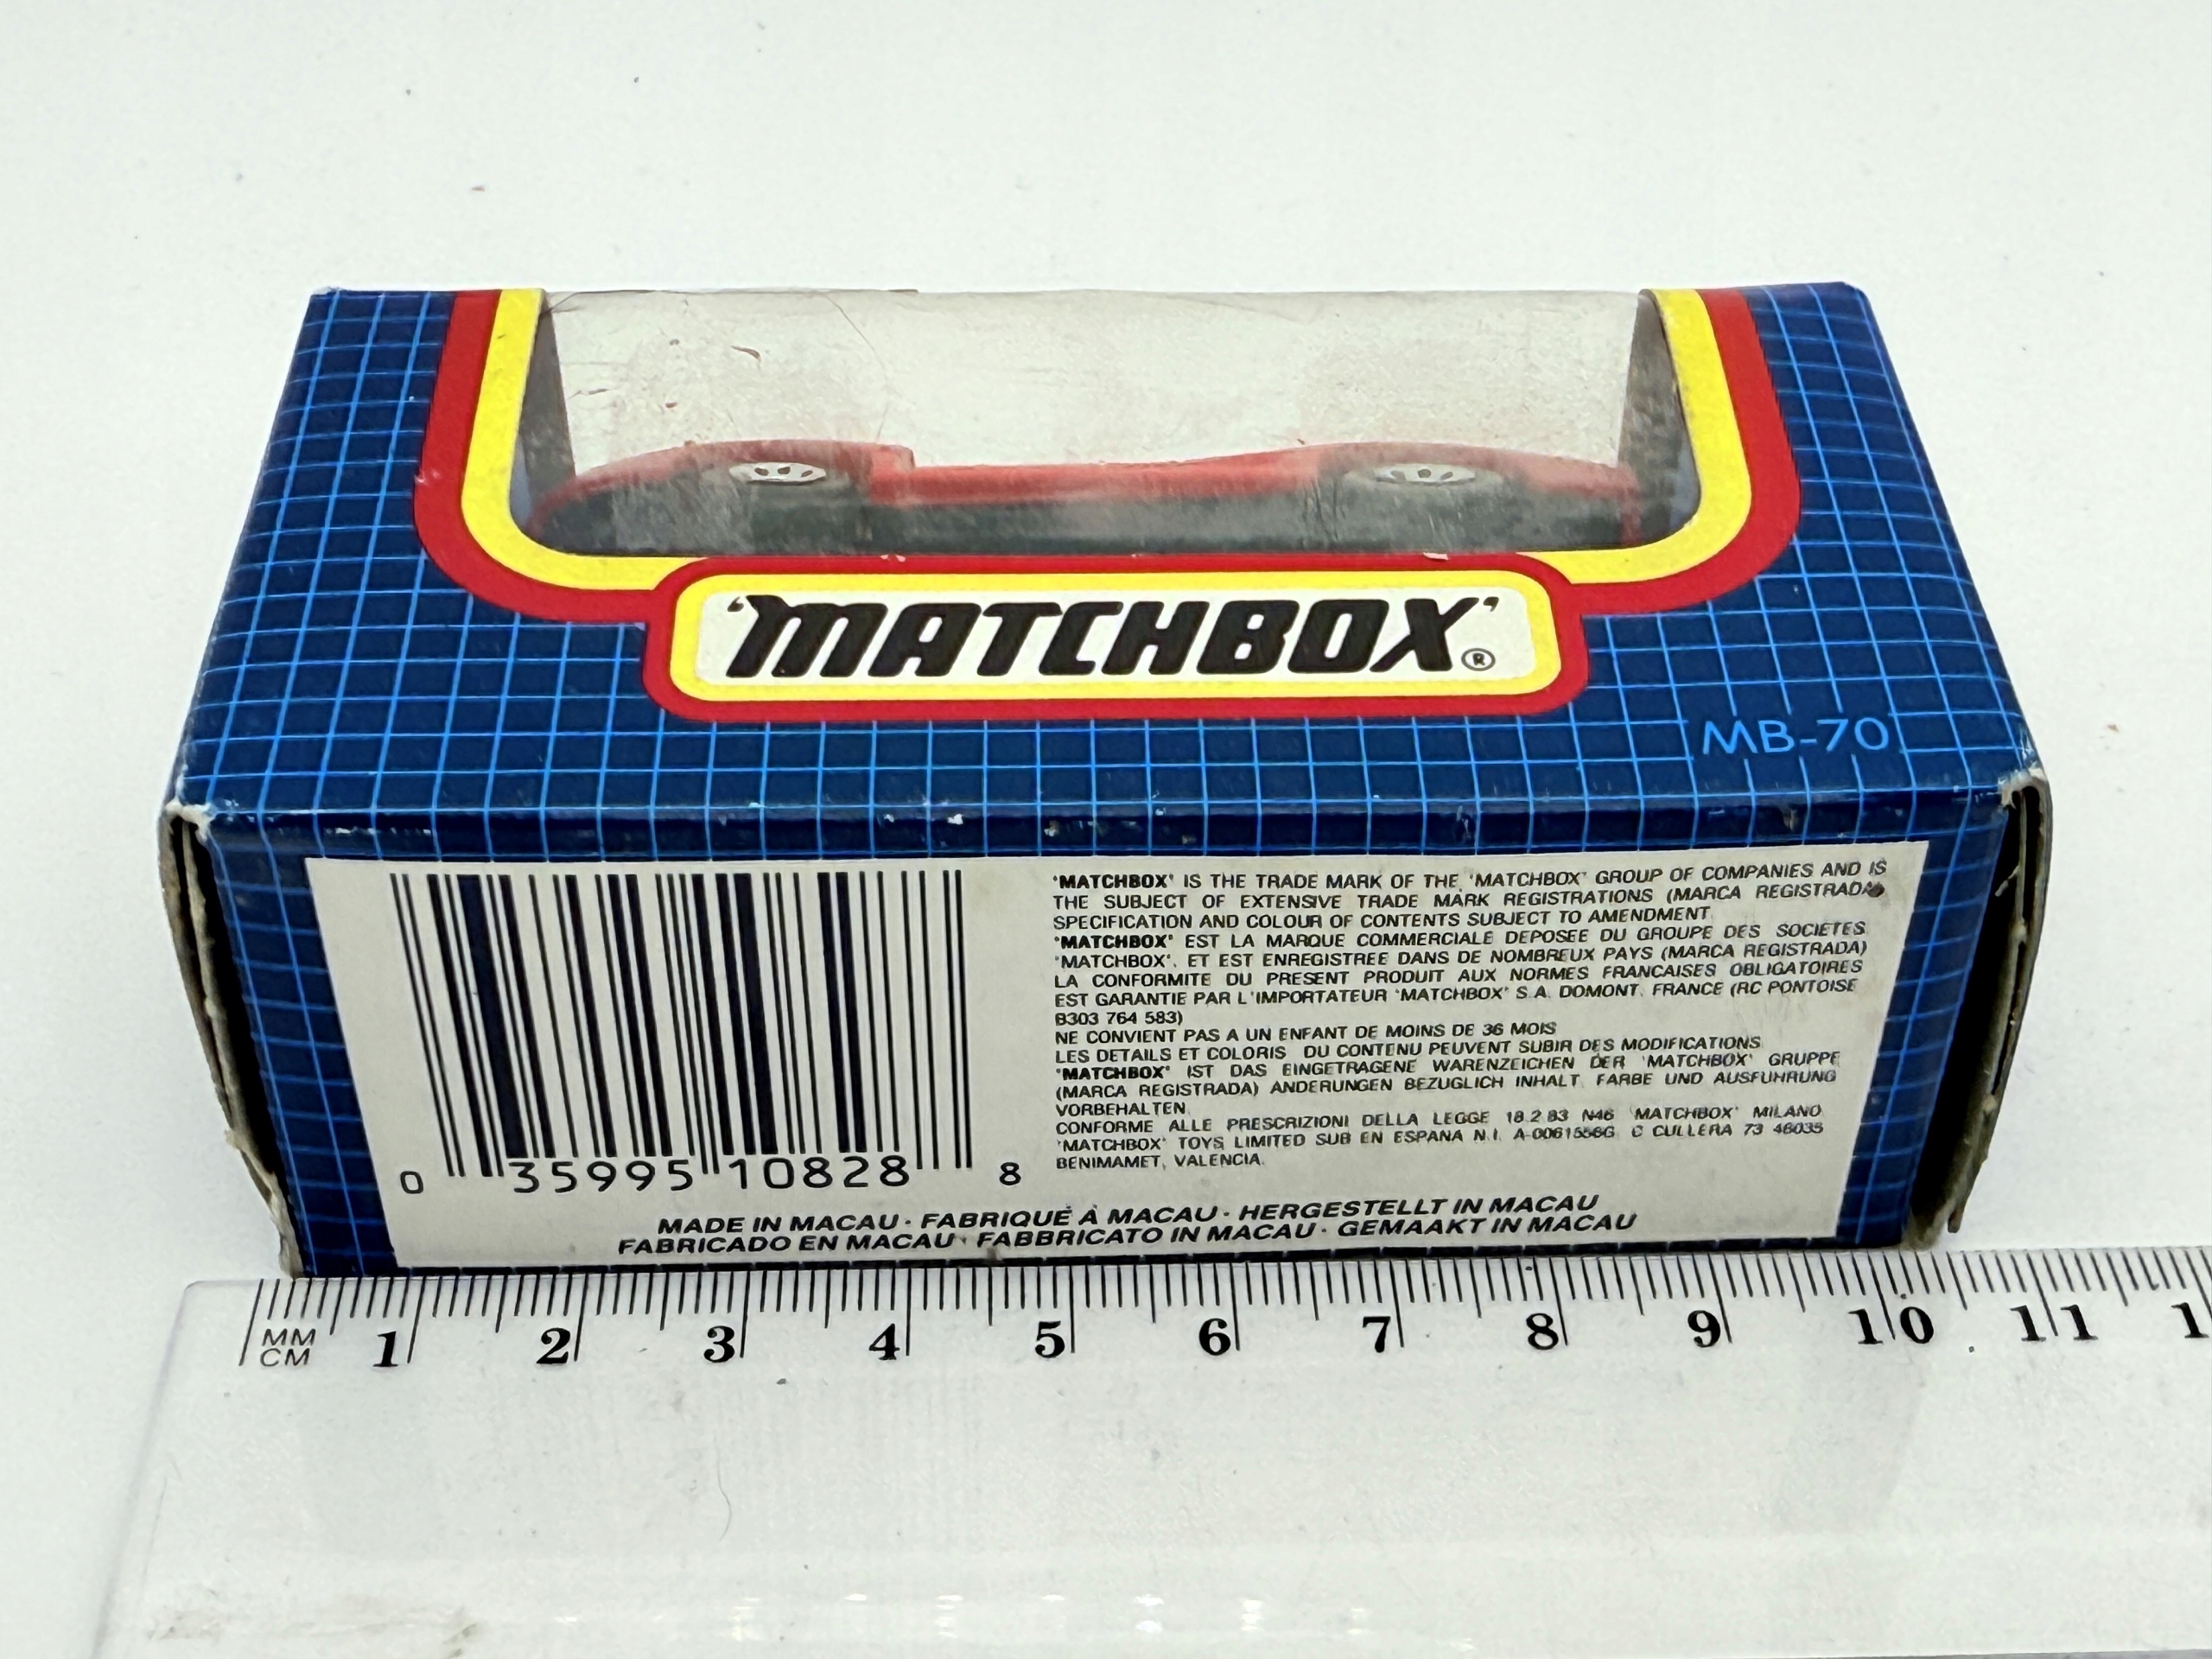 'MATCHBOX'®
MB-70
'MATCHBOX' IS THE TRADE MARK OF THE 'MATCHBOX' GROUP OF COMPANIES AND IS
THE SUBJECT OF EXTENSIVE TRADE MARK REGISTRATIONS (MARCA REGISTRADA)
SPECIFICATION AND COLOUR OF CONTENTS SUBJECT TO AMENDMENT
'MATCHBOX' EST LA MARQUE COMMERCIALE DEPOSEE DU GROUPE DES SOCIETES
'MATCHBOX', ET EST ENREGISTREE DANS DE NOMBREUX PAYS (MARCA REGISTRADA)
LA CONFORMITE DU PRESENT PRODUIT AUX NORMES FRANCAISES OBLIGATOIRES
EST GARANTIE PAR L'IMPORTATEUR 'MATCHBOX' S.A. DOMONT, FRANCE (RC PONTOISE
B303 764 583)
NE CONVIENT PAS A UN ENFANT DE MOINS DE 36 MOIS
LES DETAILS ET COLORIS DU CONTENU PEUVENT SUBIR DES MODIFICATIONS
'MATCHBOX' IST DAS EINGETRAGENE WARENZEICHEN DER 'MATCHBOX' GRUPPE
(MARCA REGISTRADA) ANDERUNGEN BEZUGLICH INHALT FARBE UND AUSFUHRUNG
VORBEHALTEN
CONFORME ALLE PRESCRIZIONI DELLA LEGGE 18.2.83 N46 'MATCHBOX' MILANO
'MATCHBOX' TOYS LIMITED SUB EN ESPANA N.I. C CULLERA 73 46035
BENIMAMET, VALENCIA.
0 35995 10828 8
MADE IN MACAU · FABRIQUÉ À MACAU · HERGESTELLT IN MACAU
FABRICADO EN MACAU · FABBRICATO IN MACAU · GEMAAKT IN MACAU
MM
CM
1 2 3 4 5 6 7 8 9 10 11 1